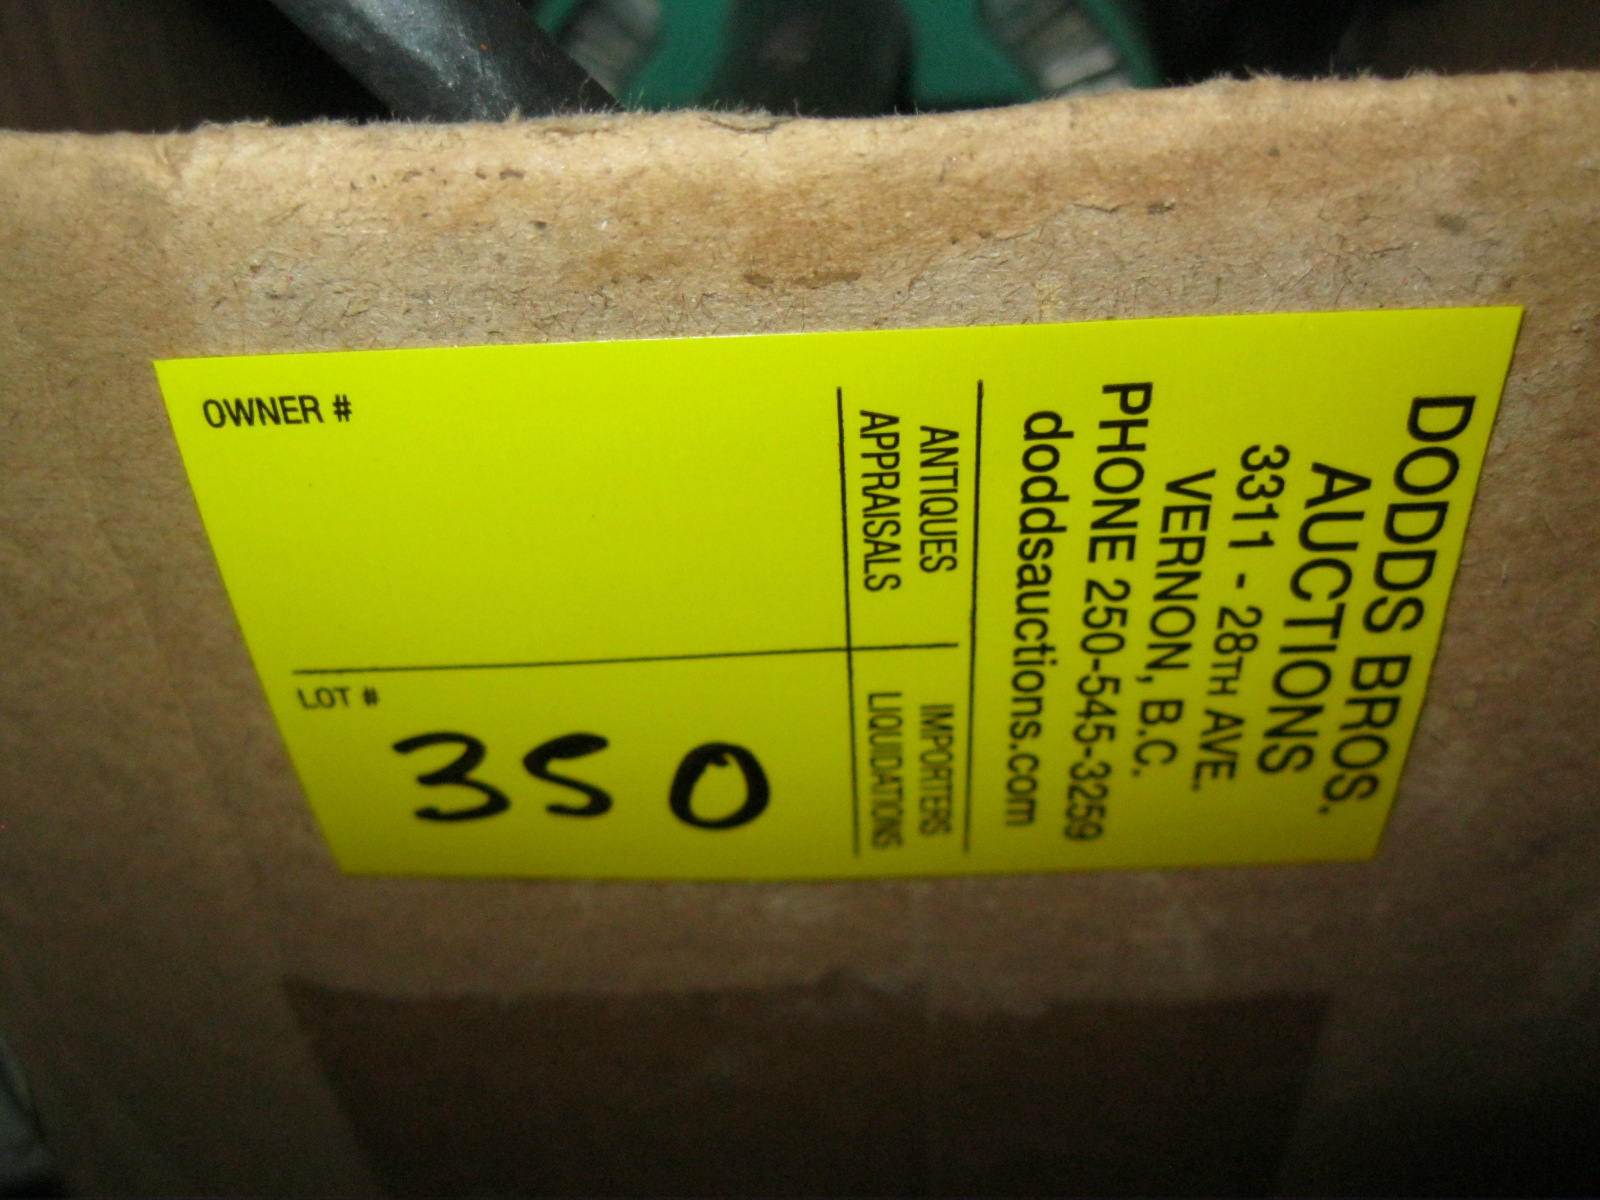 DODDS BROS.
AUCTIONS
3311 - 28TH AVE.
VERNON, B.C.
PHONE 250-545-3259
doddsauctions.com
ANTIQUES
APPRAISALS
IMPORTERS
LIQUIDATIONS
OWNER #
LOT #
350